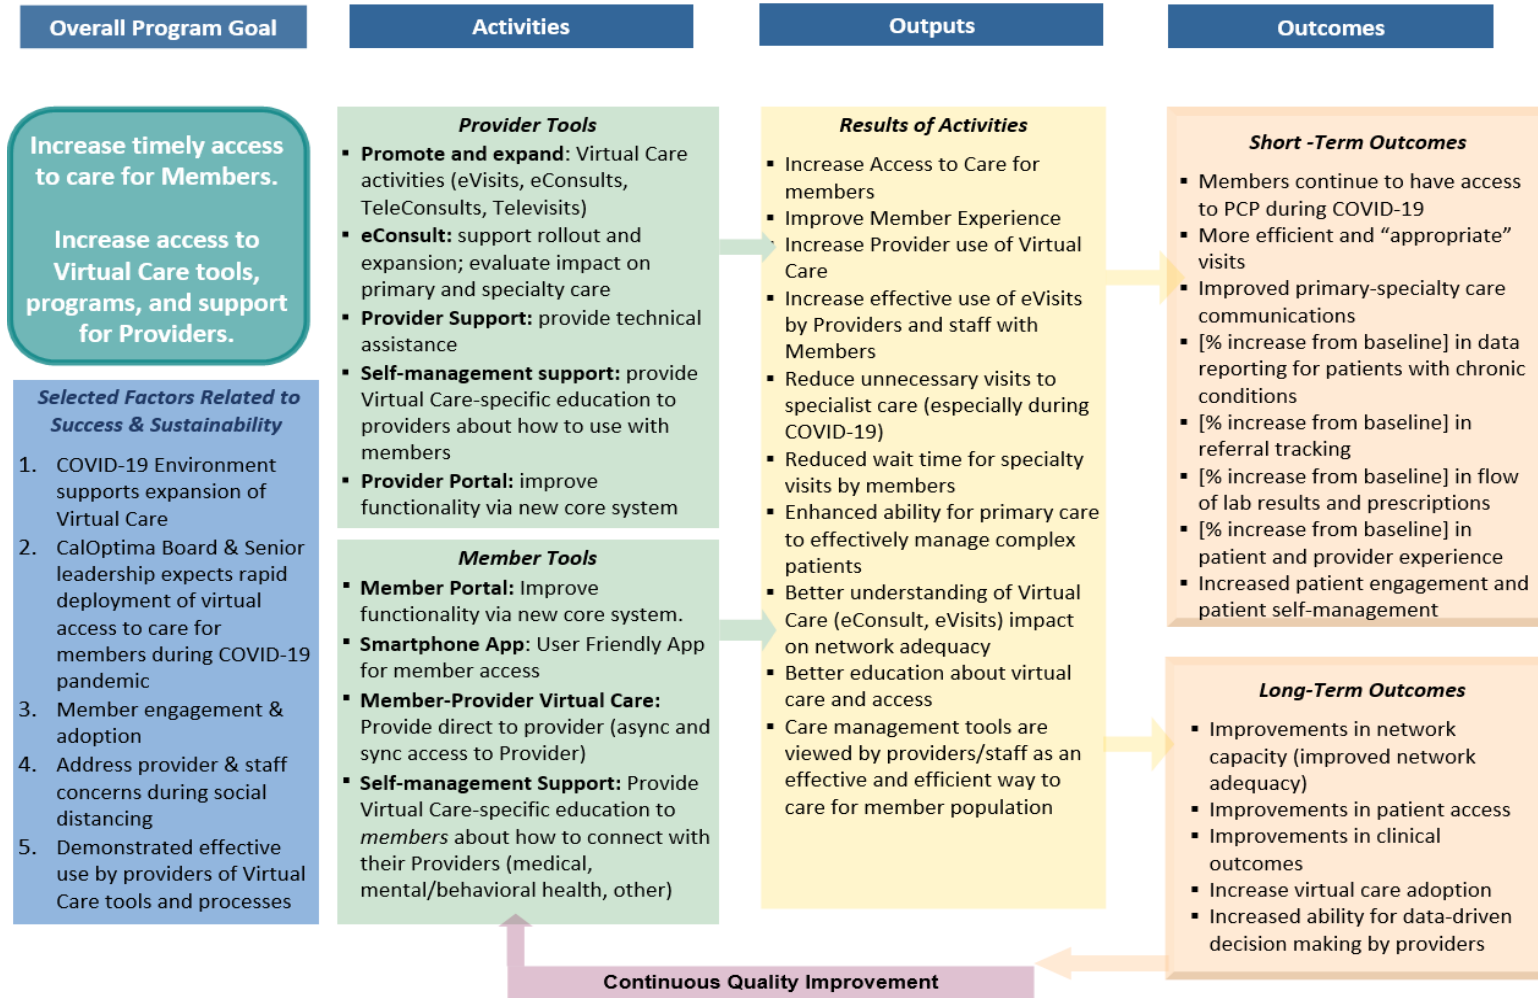 Overall Program Goal
Activities
Outputs
Outcomes
Increase timely access
to care for Members.
Increase access to
Virtual Care tools,
programs, and support
for Providers.
Selected Factors Related to
Success & Sustainability
1. COVID-19 Environment
supports expansion of
Virtual Care
2. CalOptima Board & Senior
leadership expects rapid
deployment of virtual
access to care for
members during COVID-19
pandemic
3. Member engagement &
adoption
4. Address provider & staff
concerns during social
distancing
5. Demonstrated effective
use by providers of Virtual
Care tools and processes
Provider Tools
▪ Promote and expand: Virtual Care
activities (eVisits, eConsults,
TeleConsults, Televisits)
▪ eConsult: support rollout and
expansion; evaluate impact on
primary and specialty care
▪ Provider Support: provide technical
assistance
▪ Self-management support: provide
Virtual Care-specific education to
providers about how to use with
members
▪ Provider Portal: improve
functionality via new core system
Member Tools
▪ Member Portal: Improve
functionality via new core system.
▪ Smartphone App: User Friendly App
for member access
▪ Member-Provider Virtual Care:
Provide direct to provider (async and
sync access to Provider)
▪ Self-management Support: Provide
Virtual Care-specific education to
members about how to connect with
their Providers (medical,
mental/behavioral health, other)
Results of Activities
▪ Increase Access to Care for
members
▪ Improve Member Experience
▪ Increase Provider use of Virtual
Care
▪ Increase effective use of eVisits
by Providers and staff with
Members
▪ Reduce unnecessary visits to
specialist care (especially during
COVID-19)
▪ Reduced wait time for specialty
visits by members
▪ Enhanced ability for primary care
to effectively manage complex
patients
▪ Better understanding of Virtual
Care (eConsult, eVisits) impact
on network adequacy
▪ Better education about virtual
care and access
▪ Care management tools are
viewed by providers/staff as an
effective and efficient way to
care for member population
Short -Term Outcomes
▪ Members continue to have access
to PCP during COVID-19
▪ More efficient and “appropriate”
visits
▪ Improved primary-specialty care
communications
▪ [% increase from baseline] in data
reporting for patients with chronic
conditions
▪ [% increase from baseline] in
referral tracking
▪ [% increase from baseline] in flow
of lab results and prescriptions
▪ [% increase from baseline] in
patient and provider experience
▪ Increased patient engagement and
patient self-management
Long-Term Outcomes
▪ Improvements in network
capacity (improved network
adequacy)
▪ Improvements in patient access
▪ Improvements in clinical
outcomes
▪ Increase virtual care adoption
▪ Increased ability for data-driven
decision making by providers
Continuous Quality Improvement